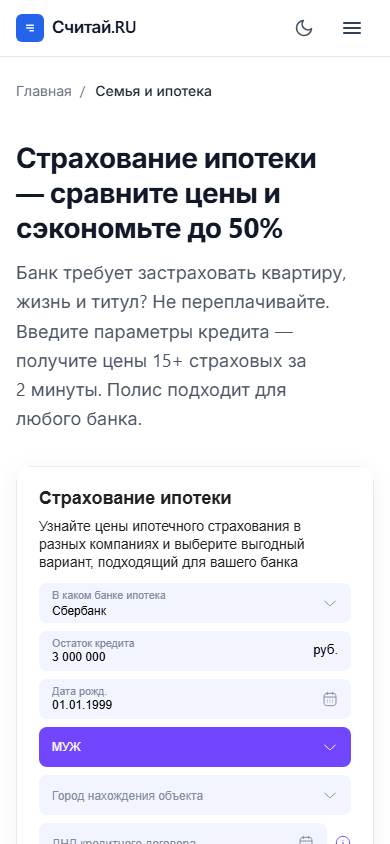 Считай.RU
Главная / Семья и ипотека
Страхование ипотеки
— сравните цены и
сэкономьте до 50%
Банк требует застраховать квартиру,
жизнь и титул? Не переплачивайте.
Введите параметры кредита —
получите цены 15+ страховых за
2 минуты. Полис подходит для
любого банка.
Страхование ипотеки
Узнайте цены ипотечного страхования в
разных компаниях и выберите выгодный
вариант, подходящий для вашего банка
В каком банке ипотека
Сбербанк
Остаток кредита
3 000 000 руб.
Дата рожд.
01.01.1999
МУЖ
Город нахождения объекта
кредитного договора